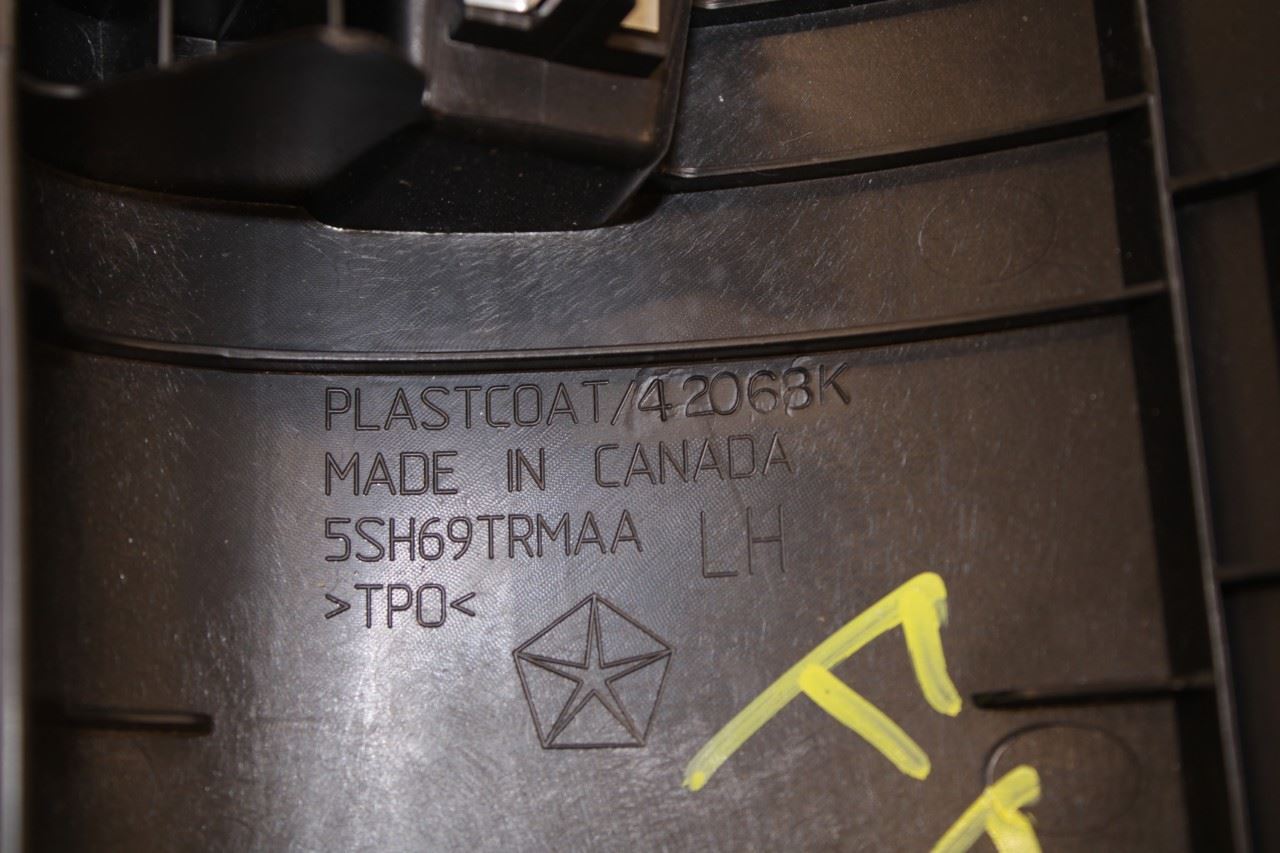 PLASTCOAT/42068K
MADE IN CANADA
5SH69TRMAA LH
>TPO<
F